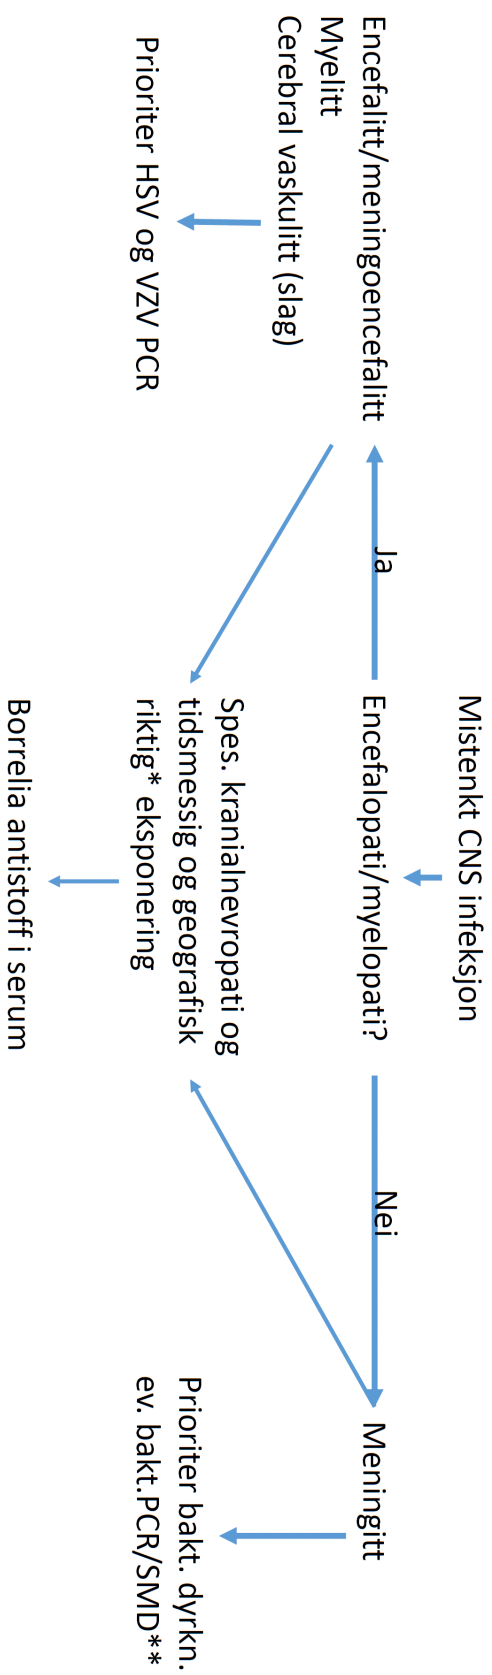 Mistenkt CNS infeksjon
Encefalopati/myelopati?
Ja
Nei
Encefalitt/meningoencefalitt
Myelitt
Cerebral vaskulitt (slag)
Prioriter HSV og VZV PCR
Spes. kranialnevropati og
tidsmessig og geografisk
riktig* eksponering
Borrelia antistoff i serum
Meningitt
Prioriter bakt. dyrkn.
ev. bakt.PCR/SMD**